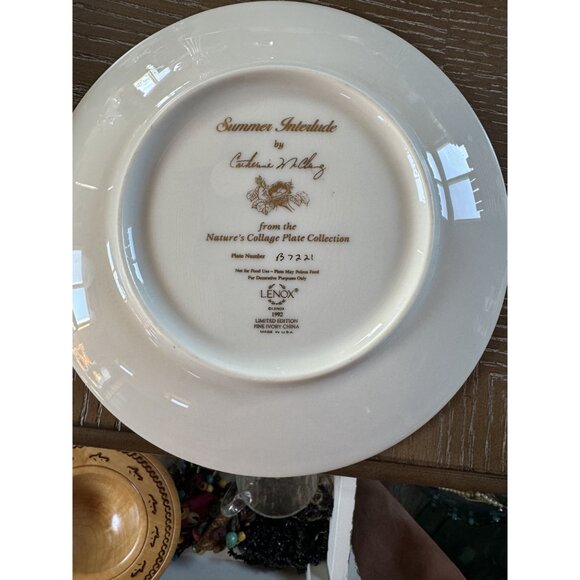 Summer Interlude
by
Catherine McClung
from the
Nature's Collage Plate Collection
Plate Number B7221
Not for Food Use - Plate May Poison Food
For Decorative Purposes Only
LENOX®
©LENOX
1992
LIMITED EDITION
FINE IVORY CHINA
MADE IN U.S.A.